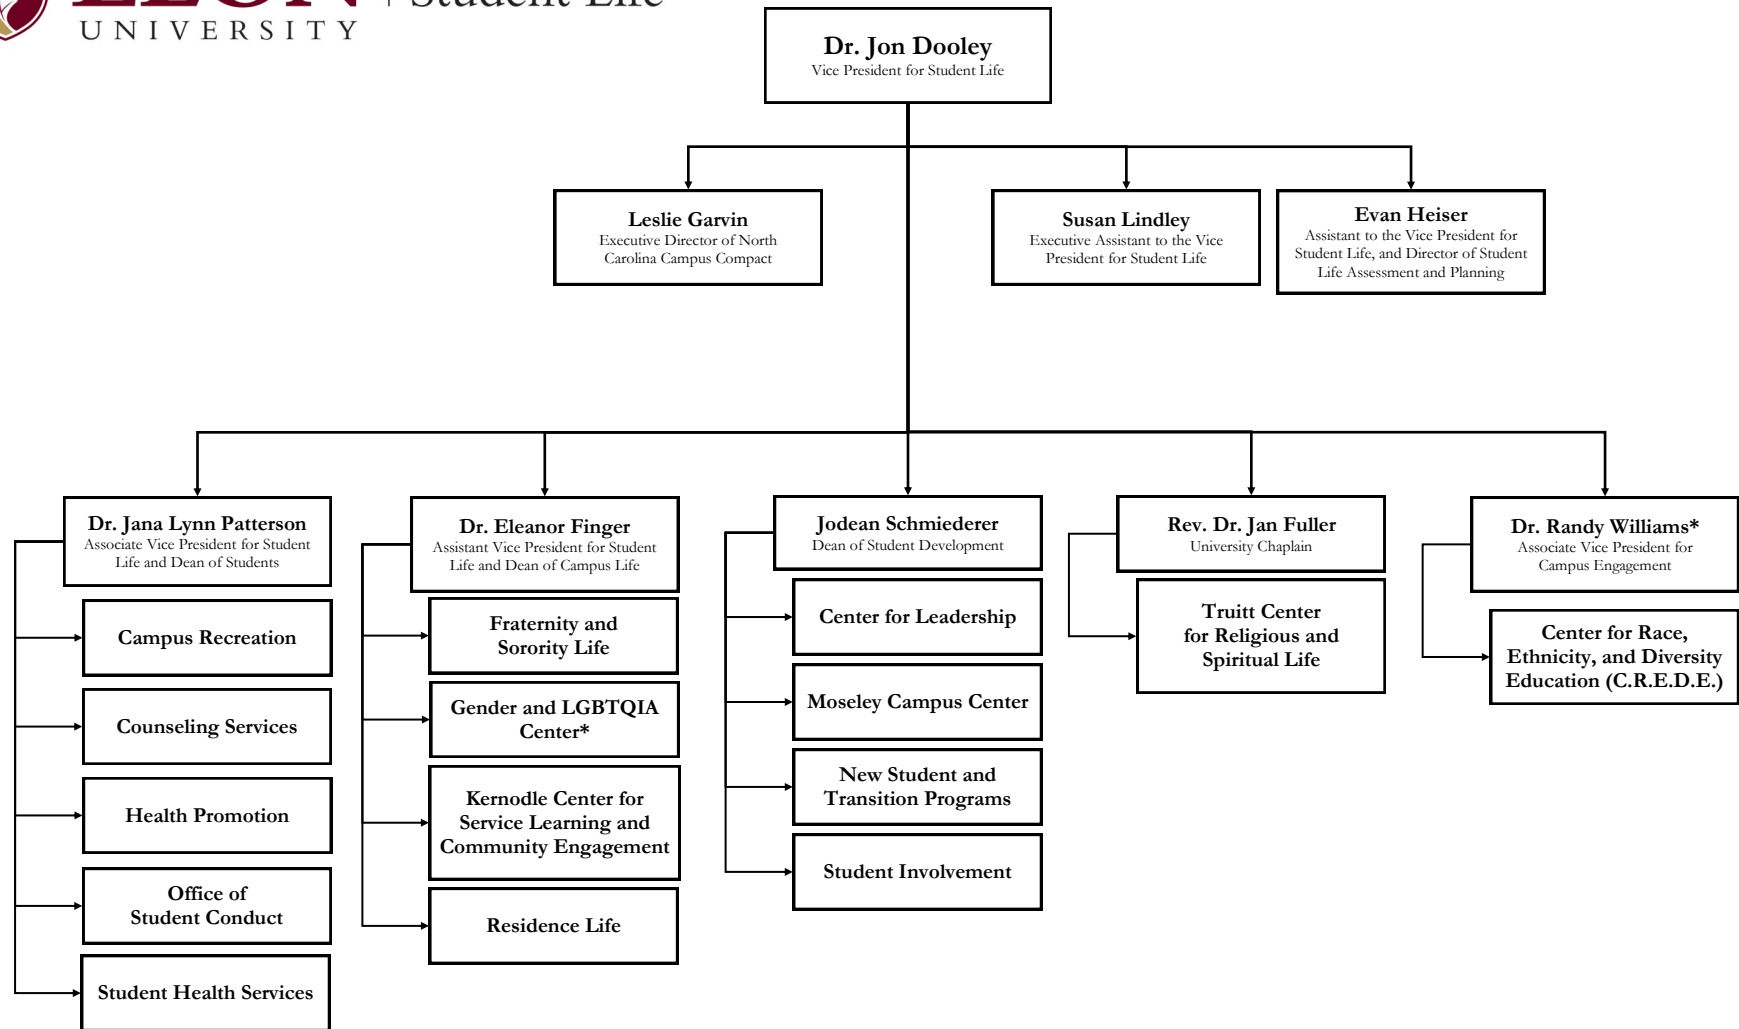 ELON | Student Life
UNIVERSITY
Dr. Jon Dooley
Vice President for Student Life
Leslie Garvin
Executive Director of North
Carolina Campus Compact
Susan Lindley
Executive Assistant to the Vice
President for Student Life
Evan Heiser
Assistant to the Vice President for
Student Life, and Director of Student
Life Assessment and Planning
Dr. Jana Lynn Patterson
Associate Vice President for Student
Life and Dean of Students
Campus Recreation
Counseling Services
Health Promotion
Office of
Student Conduct
Student Health Services
Dr. Eleanor Finger
Assistant Vice President for Student
Life and Dean of Campus Life
Fraternity and
Sorority Life
Gender and LGBTQIA
Center*
Kernodle Center for
Service Learning and
Community Engagement
Residence Life
Jodean Schmiederer
Dean of Student Development
Center for Leadership
Moseley Campus Center
New Student and
Transition Programs
Student Involvement
Rev. Dr. Jan Fuller
University Chaplain
Truitt Center
for Religious and
Spiritual Life
Dr. Randy Williams*
Associate Vice President for
Campus Engagement
Center for Race,
Ethnicity, and Diversity
Education (C.R.E.D.E.)